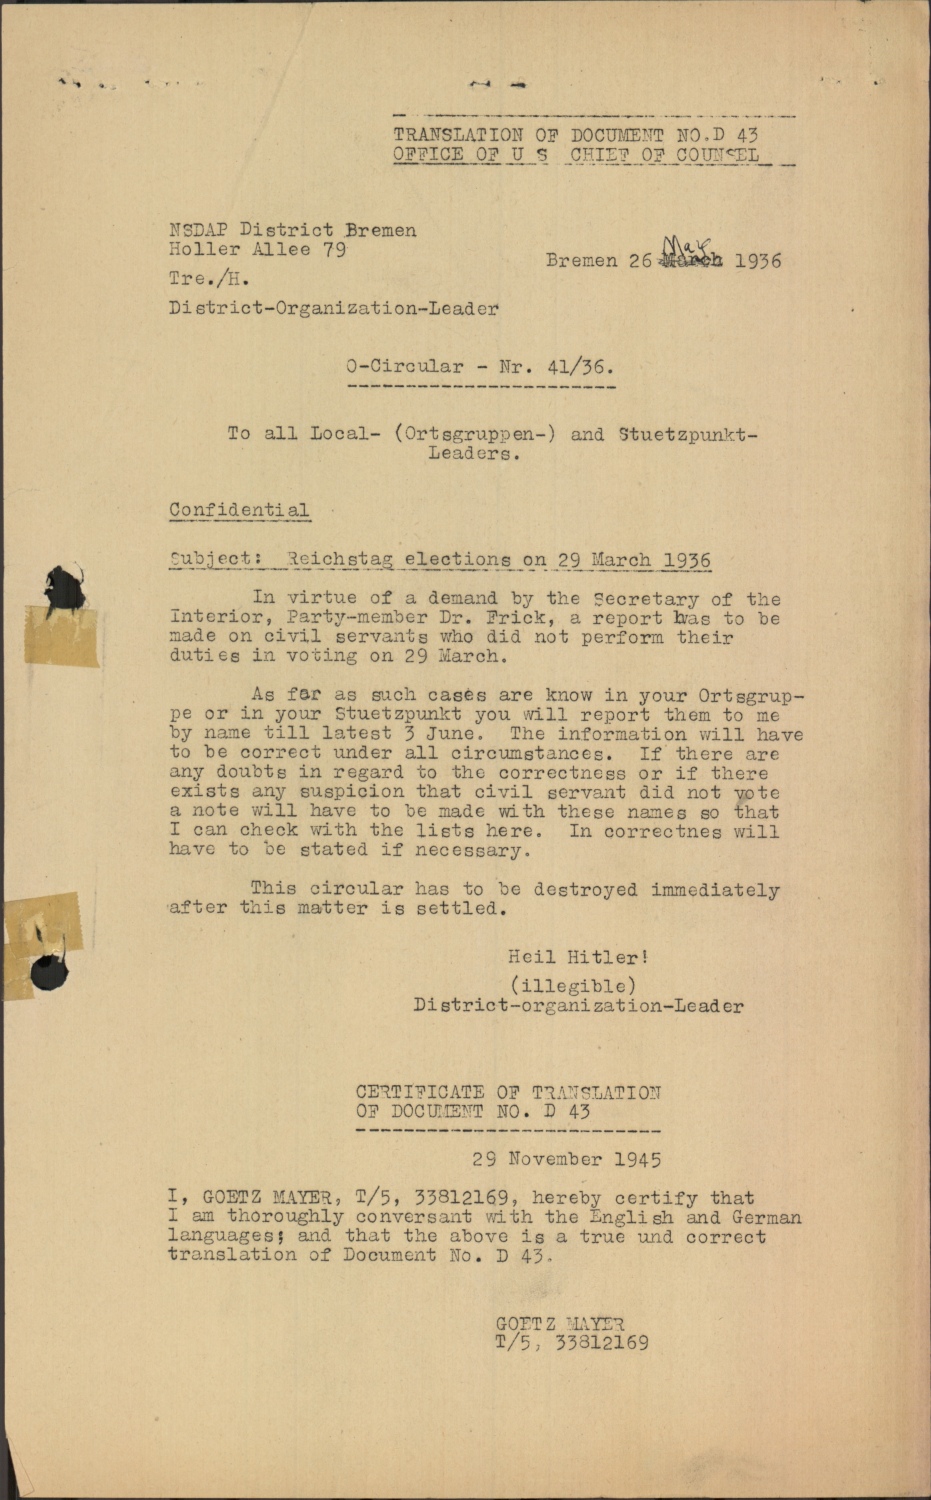 TRANSLATION OF DOCUMENT NO.D 43
OFFICE OF U S CHIEF OF COUNSEL
NSDAP District Bremen
Holler Allee 79
Bremen 26 May March 1936
Tre./H.
District-Organization-Leader
O-Circular - Nr. 41/36.
To all Local- (Ortsgruppen-) and Stuetzpunkt-
Leaders.
Confidential
Subject: Reichstag elections on 29 March 1936
In virtue of a demand by the Secretary of the
Interior, Party-member Dr. Frick, a report has to be
made on civil servants who did not perform their
duties in voting on 29 March.
As far as such cases are know in your Ortsgrup-
pe or in your Stuetzpunkt you will report them to me
by name till latest 3 June. The information will have
to be correct under all circumstances. If there are
any doubts in regard to the correctness or if there
exists any suspicion that civil servant did not vote
a note will have to be made with these names so that
I can check with the lists here. In correctnes will
have to be stated if necessary.
This circular has to be destroyed immediately
after this matter is settled.
Heil Hitler!
(illegible)
District-organization-Leader
CERTIFICATE OF TRANSLATION
OF DOCUMENT NO. D 43
29 November 1945
I, GOETZ MAYER, T/5, 33812169, hereby certify that
I am thoroughly conversant with the English and German
languages; and that the above is a true und correct
translation of Document No. D 43.
GOETZ MAYER
T/5, 33812169